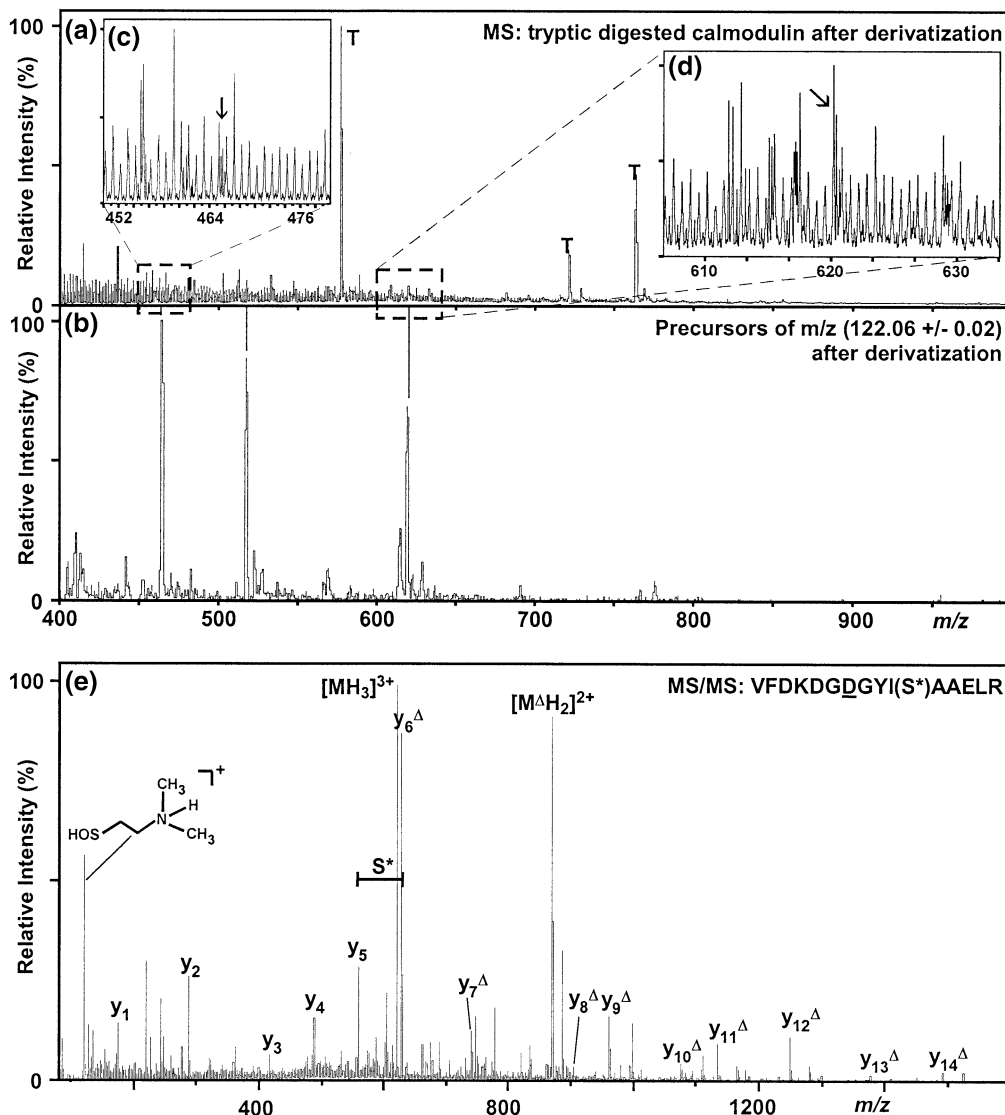 100
(a)
(c)
T
MS: tryptic digested calmodulin after derivatization
(d)
452 464 476
610 620 630
T
T
Relative Intensity (%)
0
100
(b)
Precursors of m/z (122.06 +/- 0.02)
after derivatization
Relative Intensity (%)
0
400 500 600 700 800 900 m/z
100
(e)
[MH₃]³⁺
y₆Δ
[MΔH₂]²⁺
MS/MS: VFDKDGDGYI(S*)AAELR
CH₃
+
HOS
N
H
CH₃
S*
Relative Intensity (%)
y₁
y₂
y₃
y₄
y₅
y₇Δ
y₈Δ
y₉Δ
y₁₀Δ
y₁₁Δ
y₁₂Δ
y₁₃Δ
y₁₄Δ
0
400 800 1200 m/z